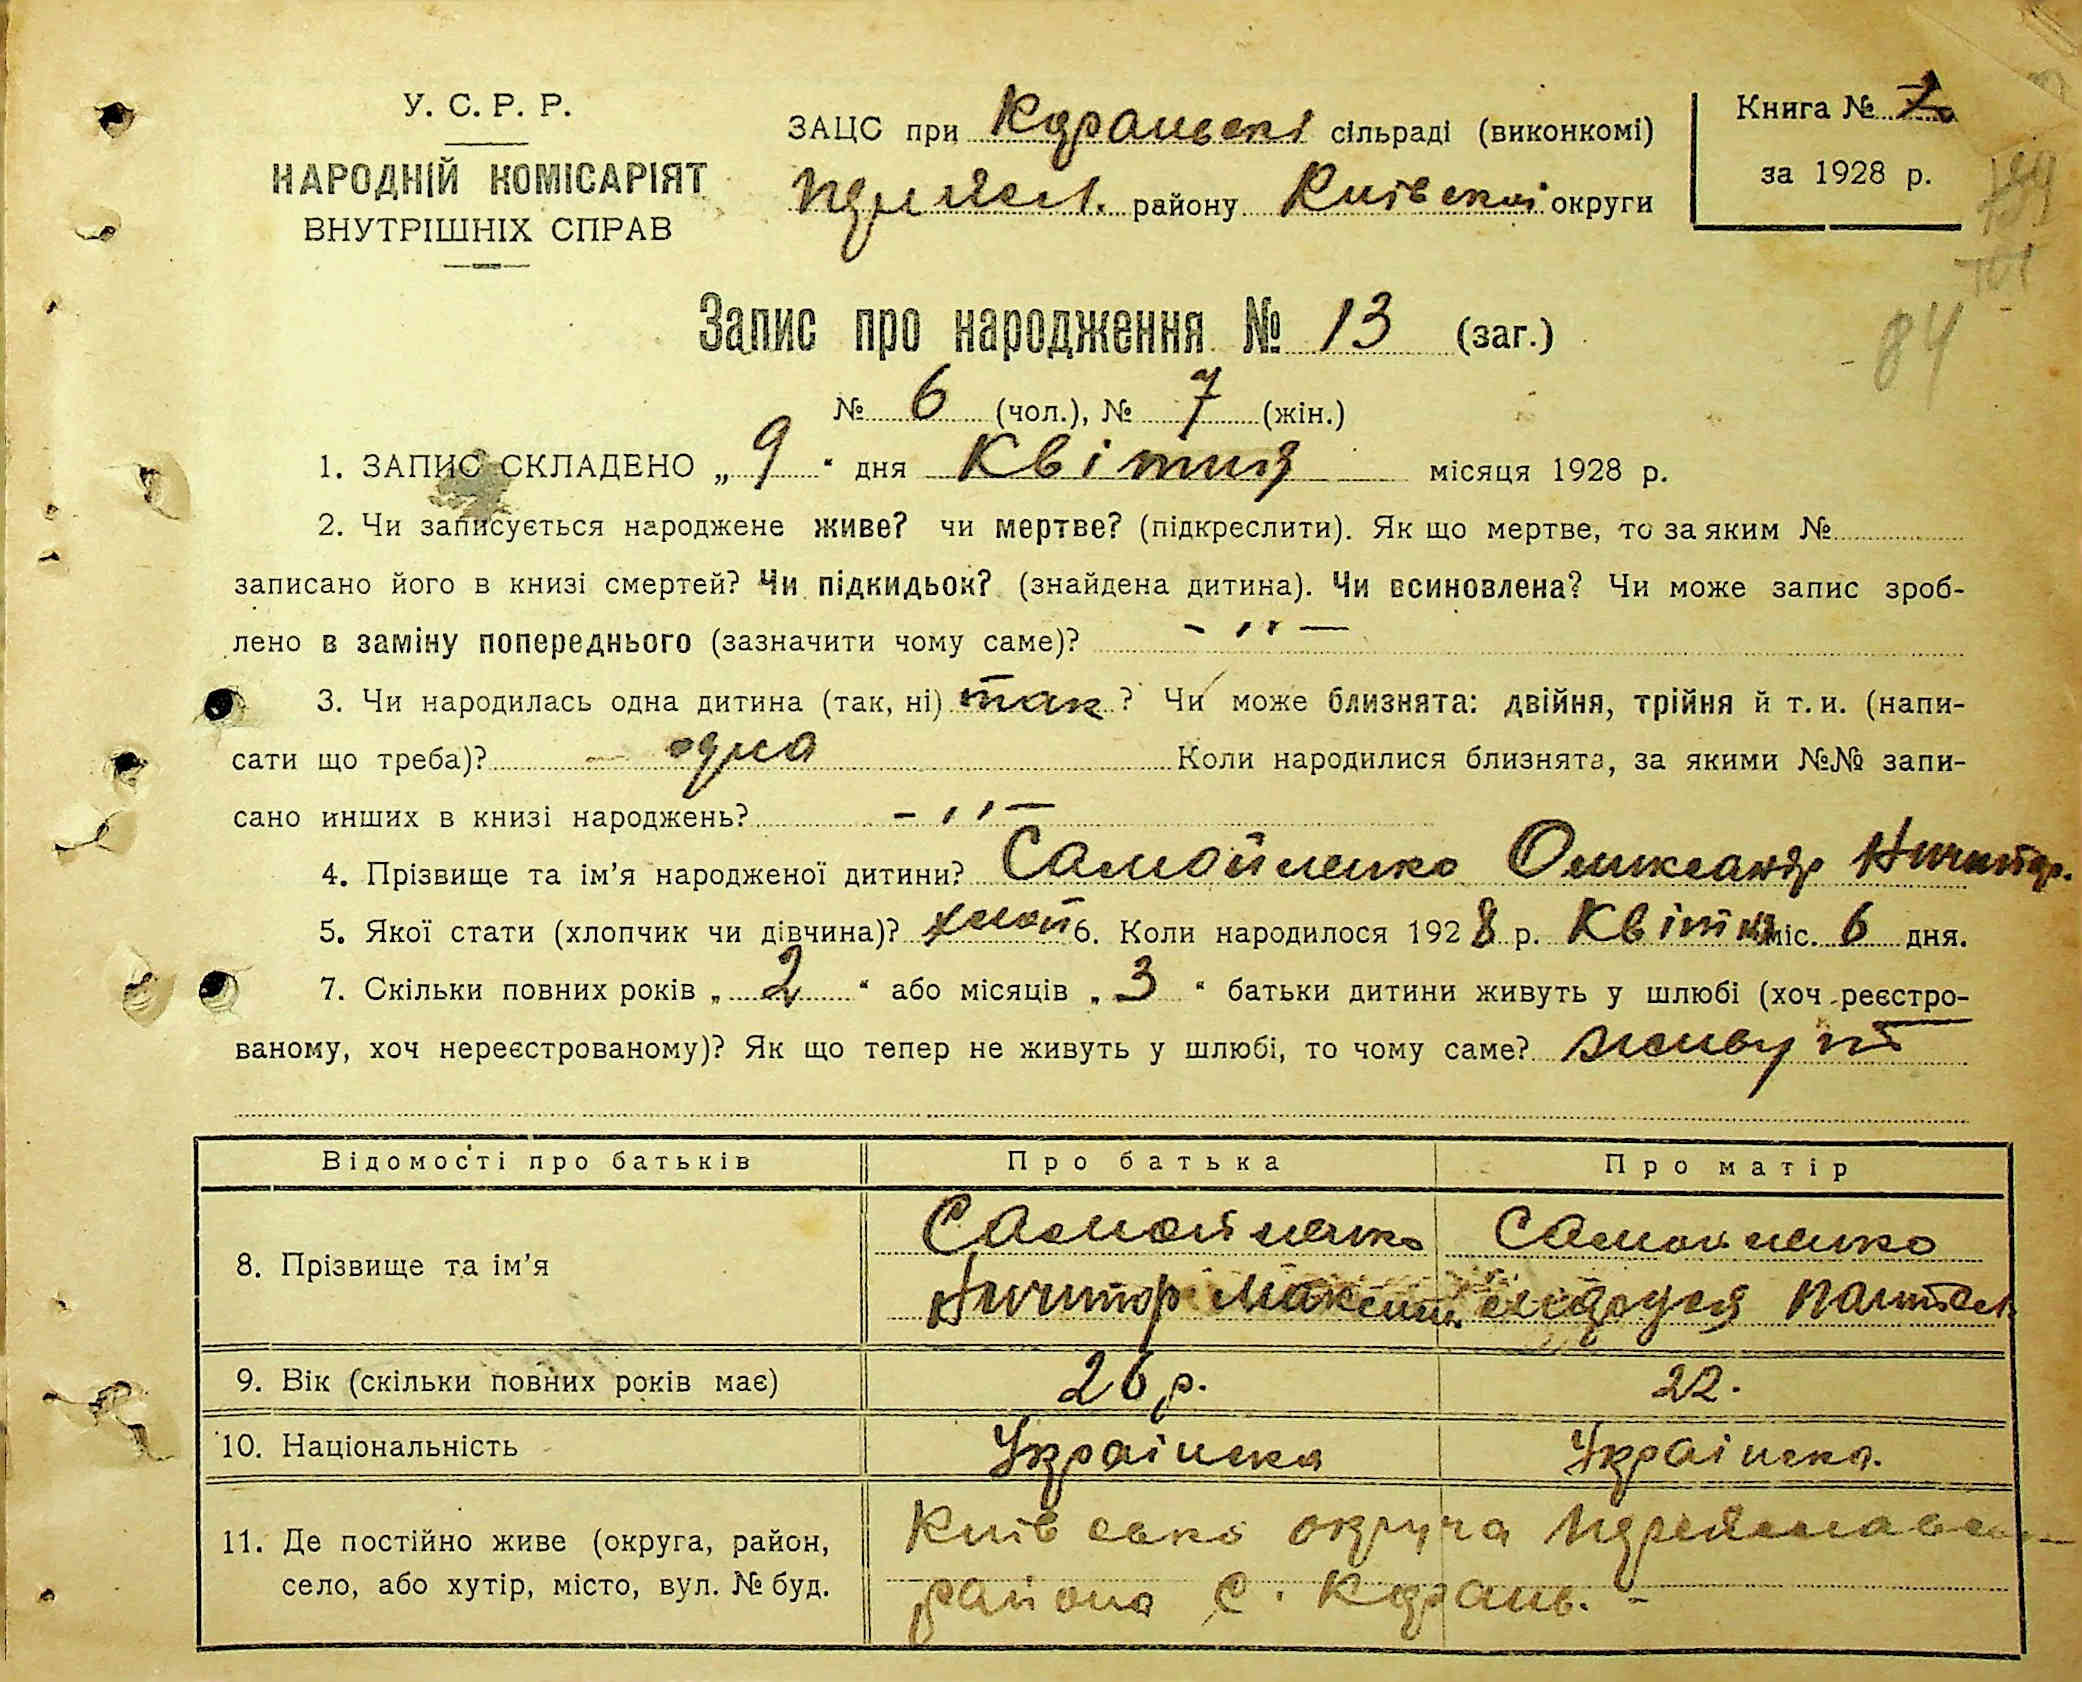 У. С. Р. Р.
НАРОДНІЙ КОМІСАРІЯТ
ВНУТРІШНІХ СПРАВ
ЗАЦС при сільраді (виконкомі)
району Київської округи
Книга №
за 1928 р.
84
Запис про народження № 13 (заг.)
№ 6 (чол.), № 7 (жін.)
1. ЗАПИС СКЛАДЕНО „ 9 “ дня Квітня місяця 1928 р.
2. Чи записується народжене живе? чи мертве? (підкреслити). Як що мертве, то за яким №
записано його в книзі смертей? Чи підкидьок? (знайдена дитина). Чи всиновлена? Чи може запис зроб-
лено в заміну попереднього (зазначити чому саме)? - ,, —
3. Чи народилась одна дитина (так, ні) так ? Чи може близнята: двійня, трійня й т. и. (напи-
сати що треба)? одна Коли народилися близнята, за якими №№ запи-
сано инших в книзі народжень? - ,, —
4. Прізвище та ім’я народженої дитини? Самойленко
5. Якої стати (хлопчик чи дівчина)? 6. Коли народилося 1928 р. Квітня міс. 6 дня.
7. Скільки повних років „ 2 “ або місяців „ 3 “ батьки дитини живуть у шлюбі (хоч реєстро-
ваному, хоч нереєстрованому)? Як що тепер не живуть у шлюбі, то чому саме? живут
Відомості про батьків Про батька Про матір
8. Прізвище та ім’я Самойленко Самойленко
Ничипор Максим.
9. Вік (скільки повних років має) 26 р. 22.
10. Національність Українска Українска.
11. Де постійно живе (округа, район,
село, або хутір, місто, вул. № буд.
округа
района с.